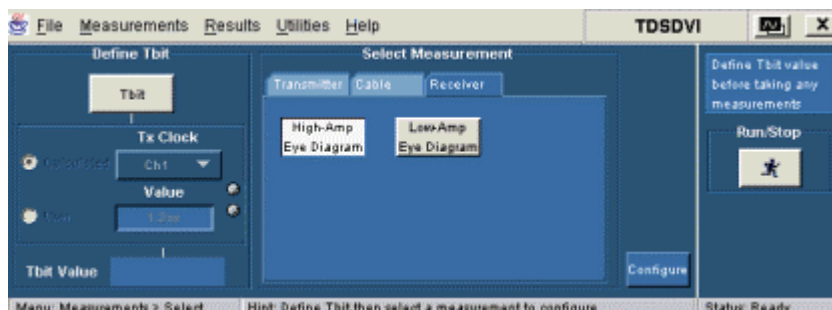 File Measurements Results Utilities Help
TDSDVI
X
Define Tbit
Tbit
Tx Clock
Calculated
Ch1
Value
User
Tbit Value
Select Measurement
Transmitter Cable Receiver
High-Amp
Eye Diagram
Low-Amp
Eye Diagram
Configure
Define Tbit value
before taking any
measurements
Run/Stop
Menu: Measurements > Select
Hint: Define Tbit then select a measurement to configure
Status: Ready